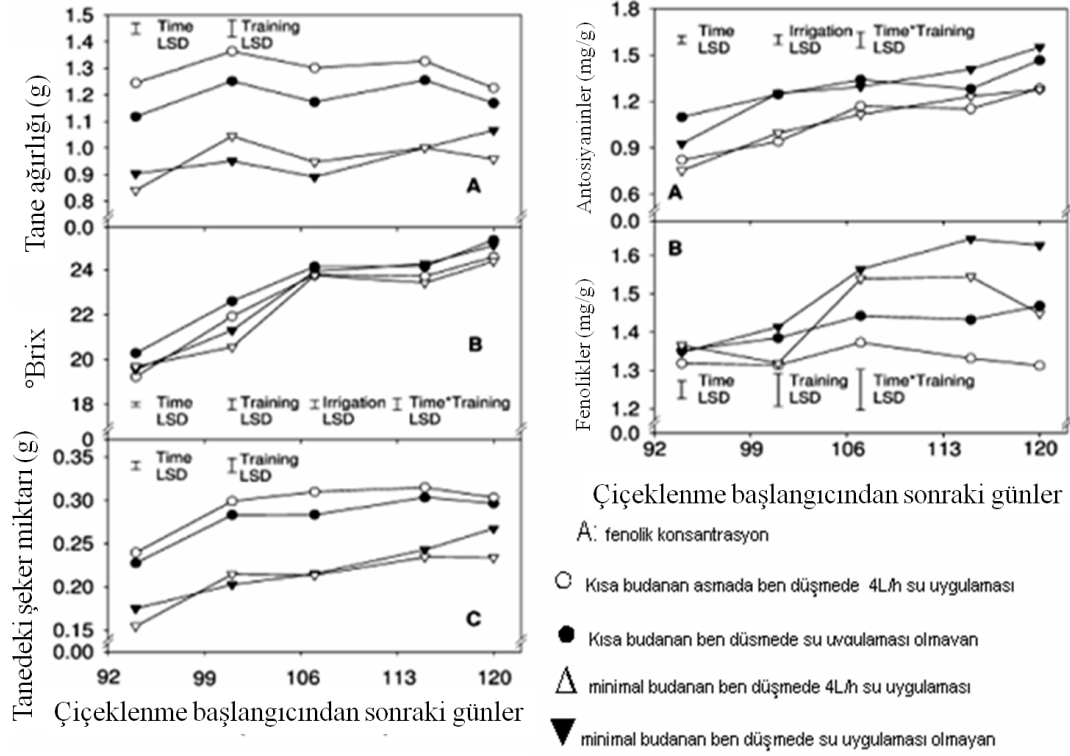 Tane ağırlığı (g)
1.5
1.4
1.3
1.2
1.1
1.0
0.9
0.8
0.0
Time
LSD
Training
LSD
A
°Brix
24
22
20
18
0
B
Time
LSD
Training
LSD
Irrigation
LSD
Time*Training
LSD
Tanedeki şeker miktarı (g)
0.35
0.30
0.25
0.20
0.15
0.00
Time
LSD
Training
LSD
C
92
99
106
113
120
Çiçeklenme başlangıcından sonraki günler
Antosiyaninler (mg/g)
1.8
1.5
1.2
0.9
0.6
0.0
Time
LSD
Irrigation
LSD
Time*Training
LSD
A
Fenolikler (mg/g)
1.6
1.5
1.4
1.3
1.2
0.0
B
Time
LSD
Training
LSD
Time*Training
LSD
92
99
106
113
120
Çiçeklenme başlangıcından sonraki günler
A: fenolik konsantrasyon
Kısa budanan asmada ben düşmede 4L/h su uygulaması
Kısa budanan ben düsmede su uvgulaması olmavan
minimal budanan ben düşmede 4L/h su uygulaması
minimal budanan ben düşmede su uygulaması olmayan